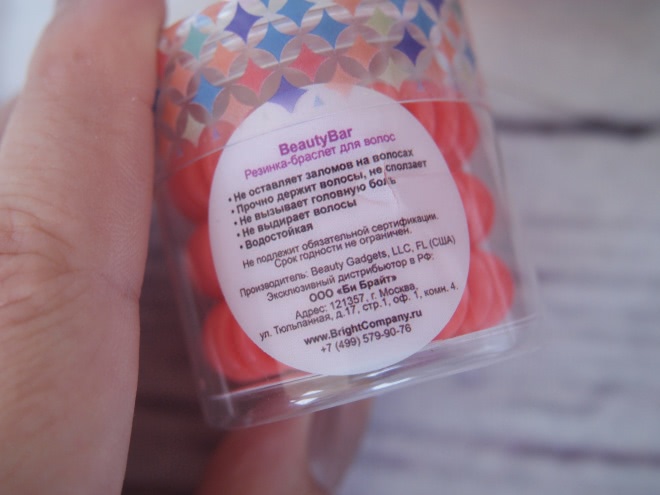 BeautyBar
Резинка-браслет для волос
• Не оставляет заломов на волосах
• Прочно держит волосы, не сползает
• Не вызывает головную боль
• Не выдирает волосы
• Водостойкая
Не подлежит обязательной сертификации.
Срок годности не ограничен.
Производитель: Beauty Gadgets, LLC, FL (США)
Эксклюзивный дистрибьютор в РФ:
ООО «Би Брайт»
Адрес: 121357, г. Москва,
ул. Тюльпанная, д.17, стр.1, оф. 1, комн. 4.
www.BrightCompany.ru
+7 (499) 579-90-76